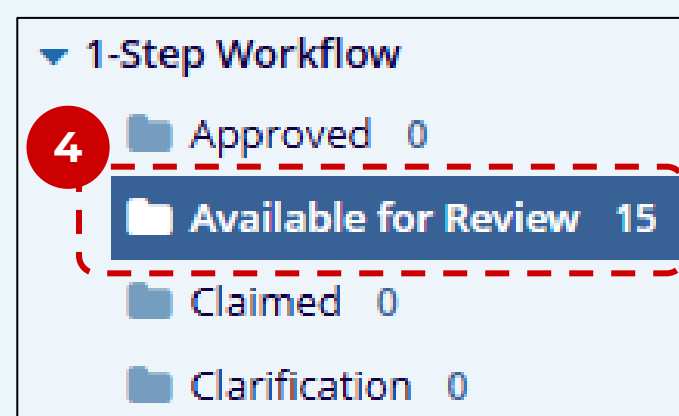 1-Step Workflow
4
Approved 0
Available for Review 15
Claimed 0
Clarification 0